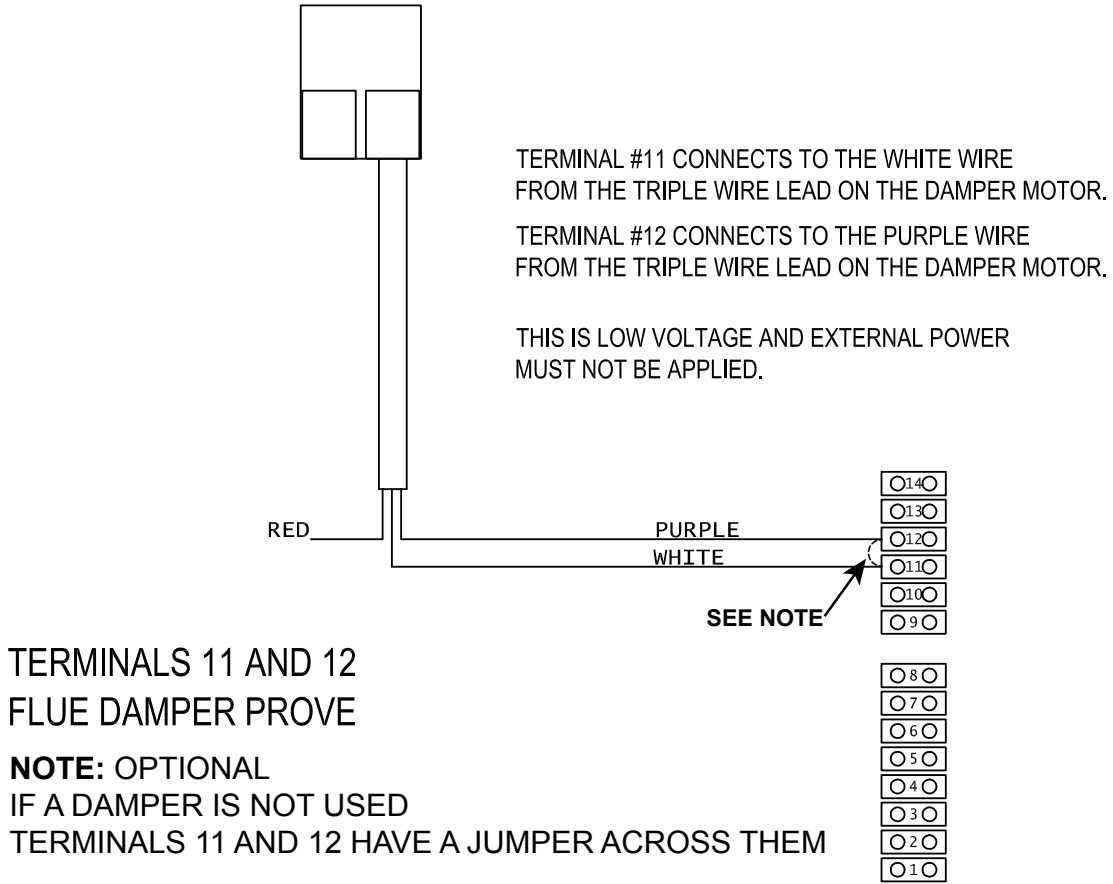 TERMINAL #11 CONNECTS TO THE WHITE WIRE
FROM THE TRIPLE WIRE LEAD ON THE DAMPER MOTOR.
TERMINAL #12 CONNECTS TO THE PURPLE WIRE
FROM THE TRIPLE WIRE LEAD ON THE DAMPER MOTOR.
THIS IS LOW VOLTAGE AND EXTERNAL POWER
MUST NOT BE APPLIED.
RED
PURPLE
WHITE
SEE NOTE
14
13
12
11
10
9
8
7
6
5
4
3
2
1
TERMINALS 11 AND 12
FLUE DAMPER PROVE
NOTE: OPTIONAL
IF A DAMPER IS NOT USED
TERMINALS 11 AND 12 HAVE A JUMPER ACROSS THEM